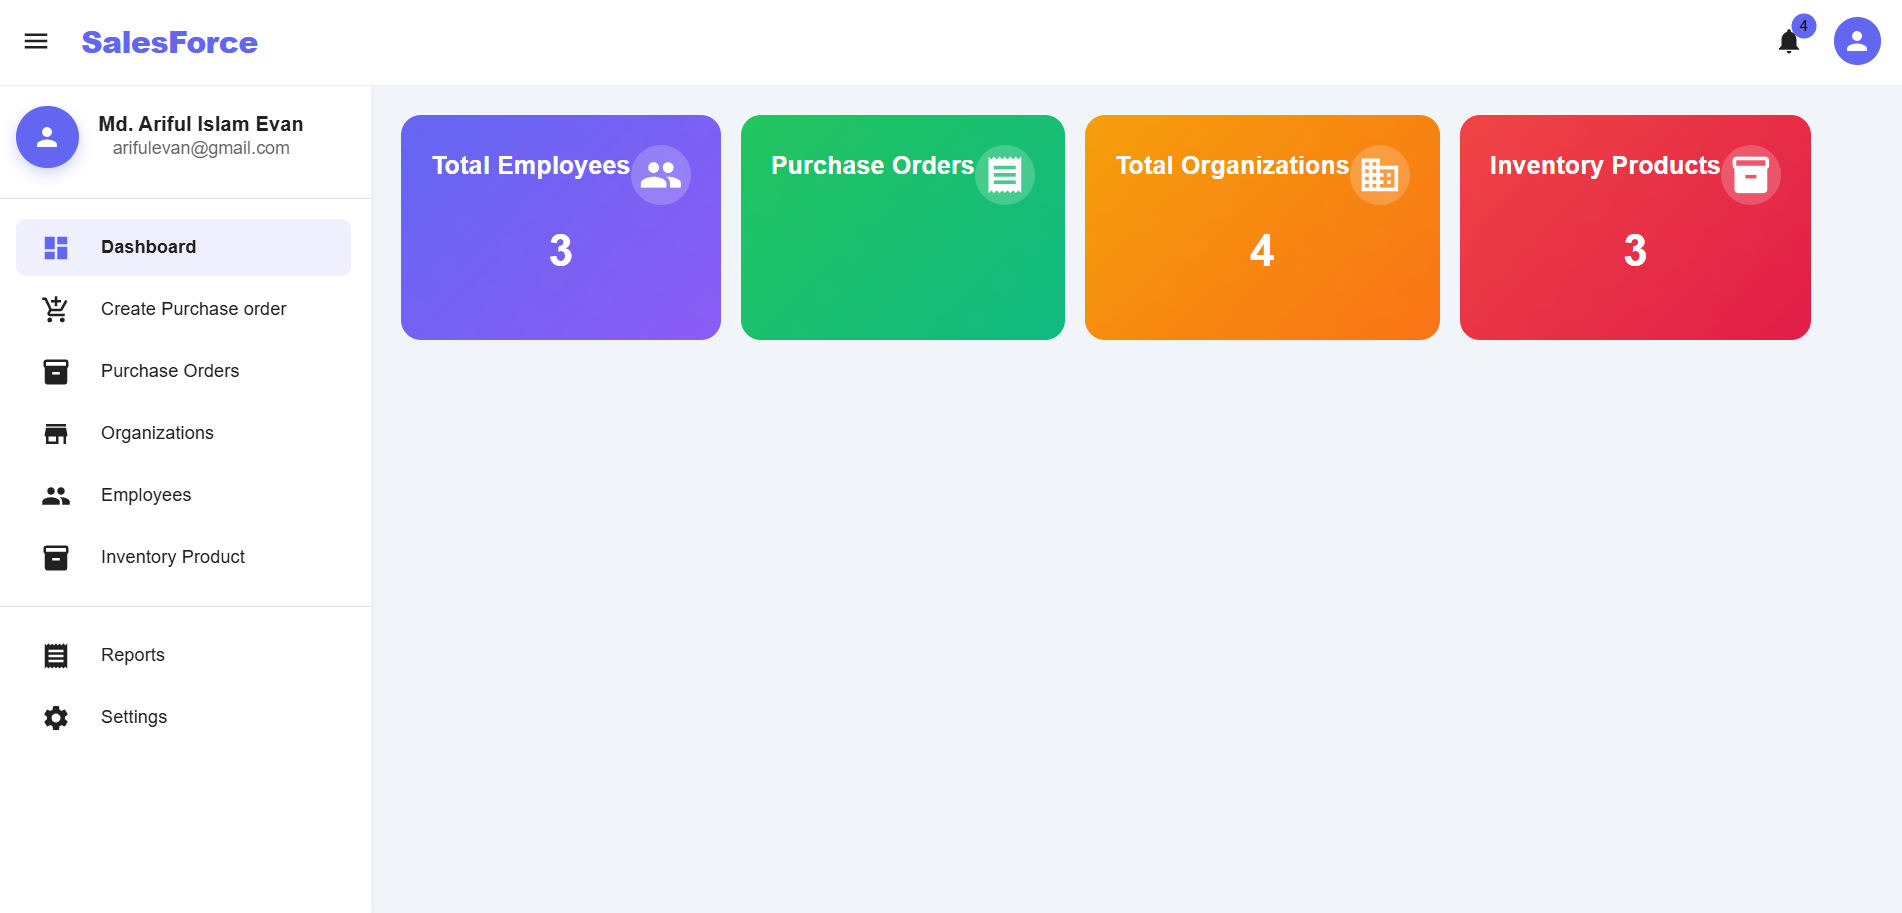 SalesForce
4
Md. Ariful Islam Evan
arifulevan@gmail.com
Dashboard
Create Purchase order
Purchase Orders
Organizations
Employees
Inventory Product
Reports
Settings
Total Employees
3
Purchase Orders
Total Organizations
4
Inventory Products
3